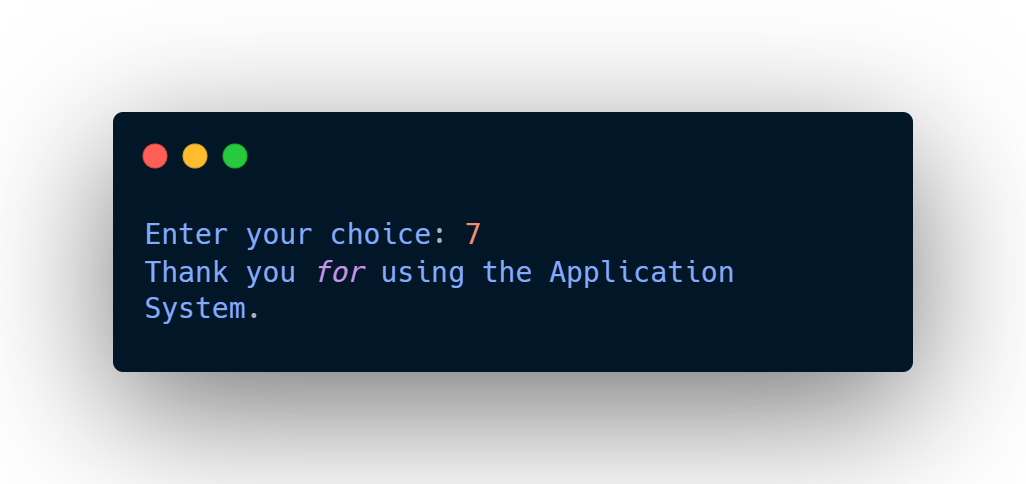 Enter your choice: 7
Thank you for using the Application
System.